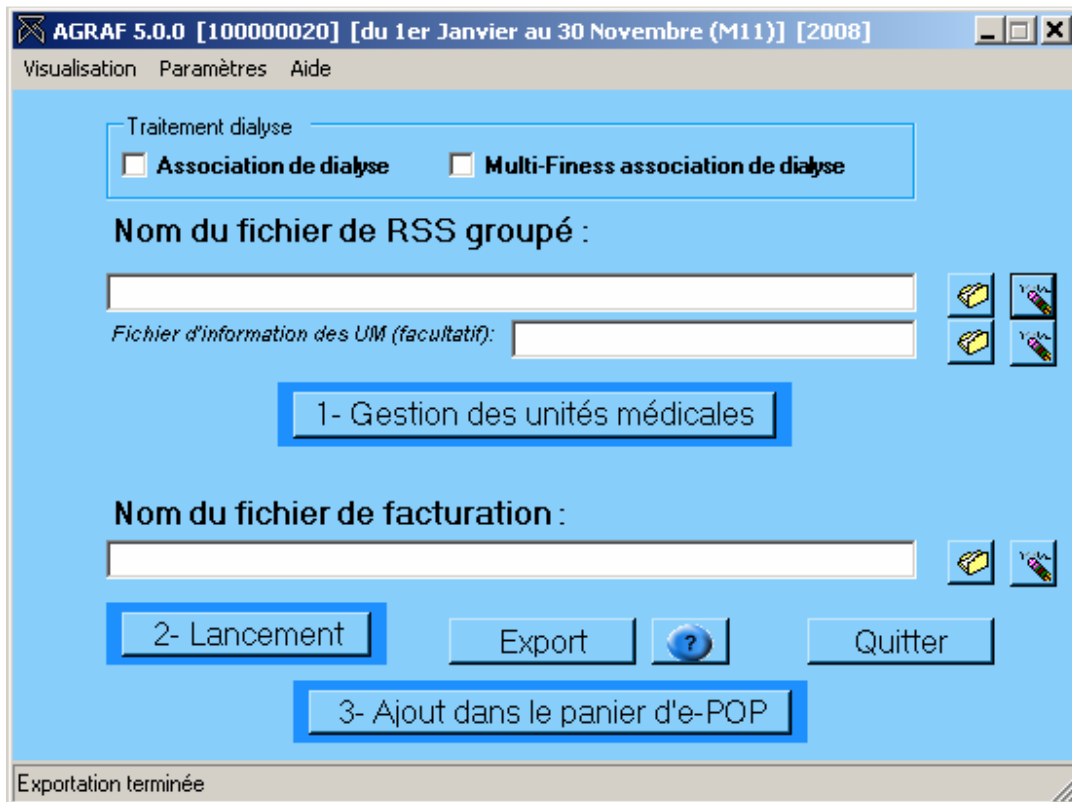 AGRAF 5.0.0 [100000020] [du 1er Janvier au 30 Novembre (M11)] [2008]
Visualisation Paramètres Aide
Traitement dialyse
Association de dialyse Multi-Finess association de dialyse
Nom du fichier de RSS groupé :
Fichier d'information des UM (facultatif):
1- Gestion des unités médicales
Nom du fichier de facturation :
2- Lancement Export ? Quitter
3- Ajout dans le panier d'e-POP
Exportation terminée